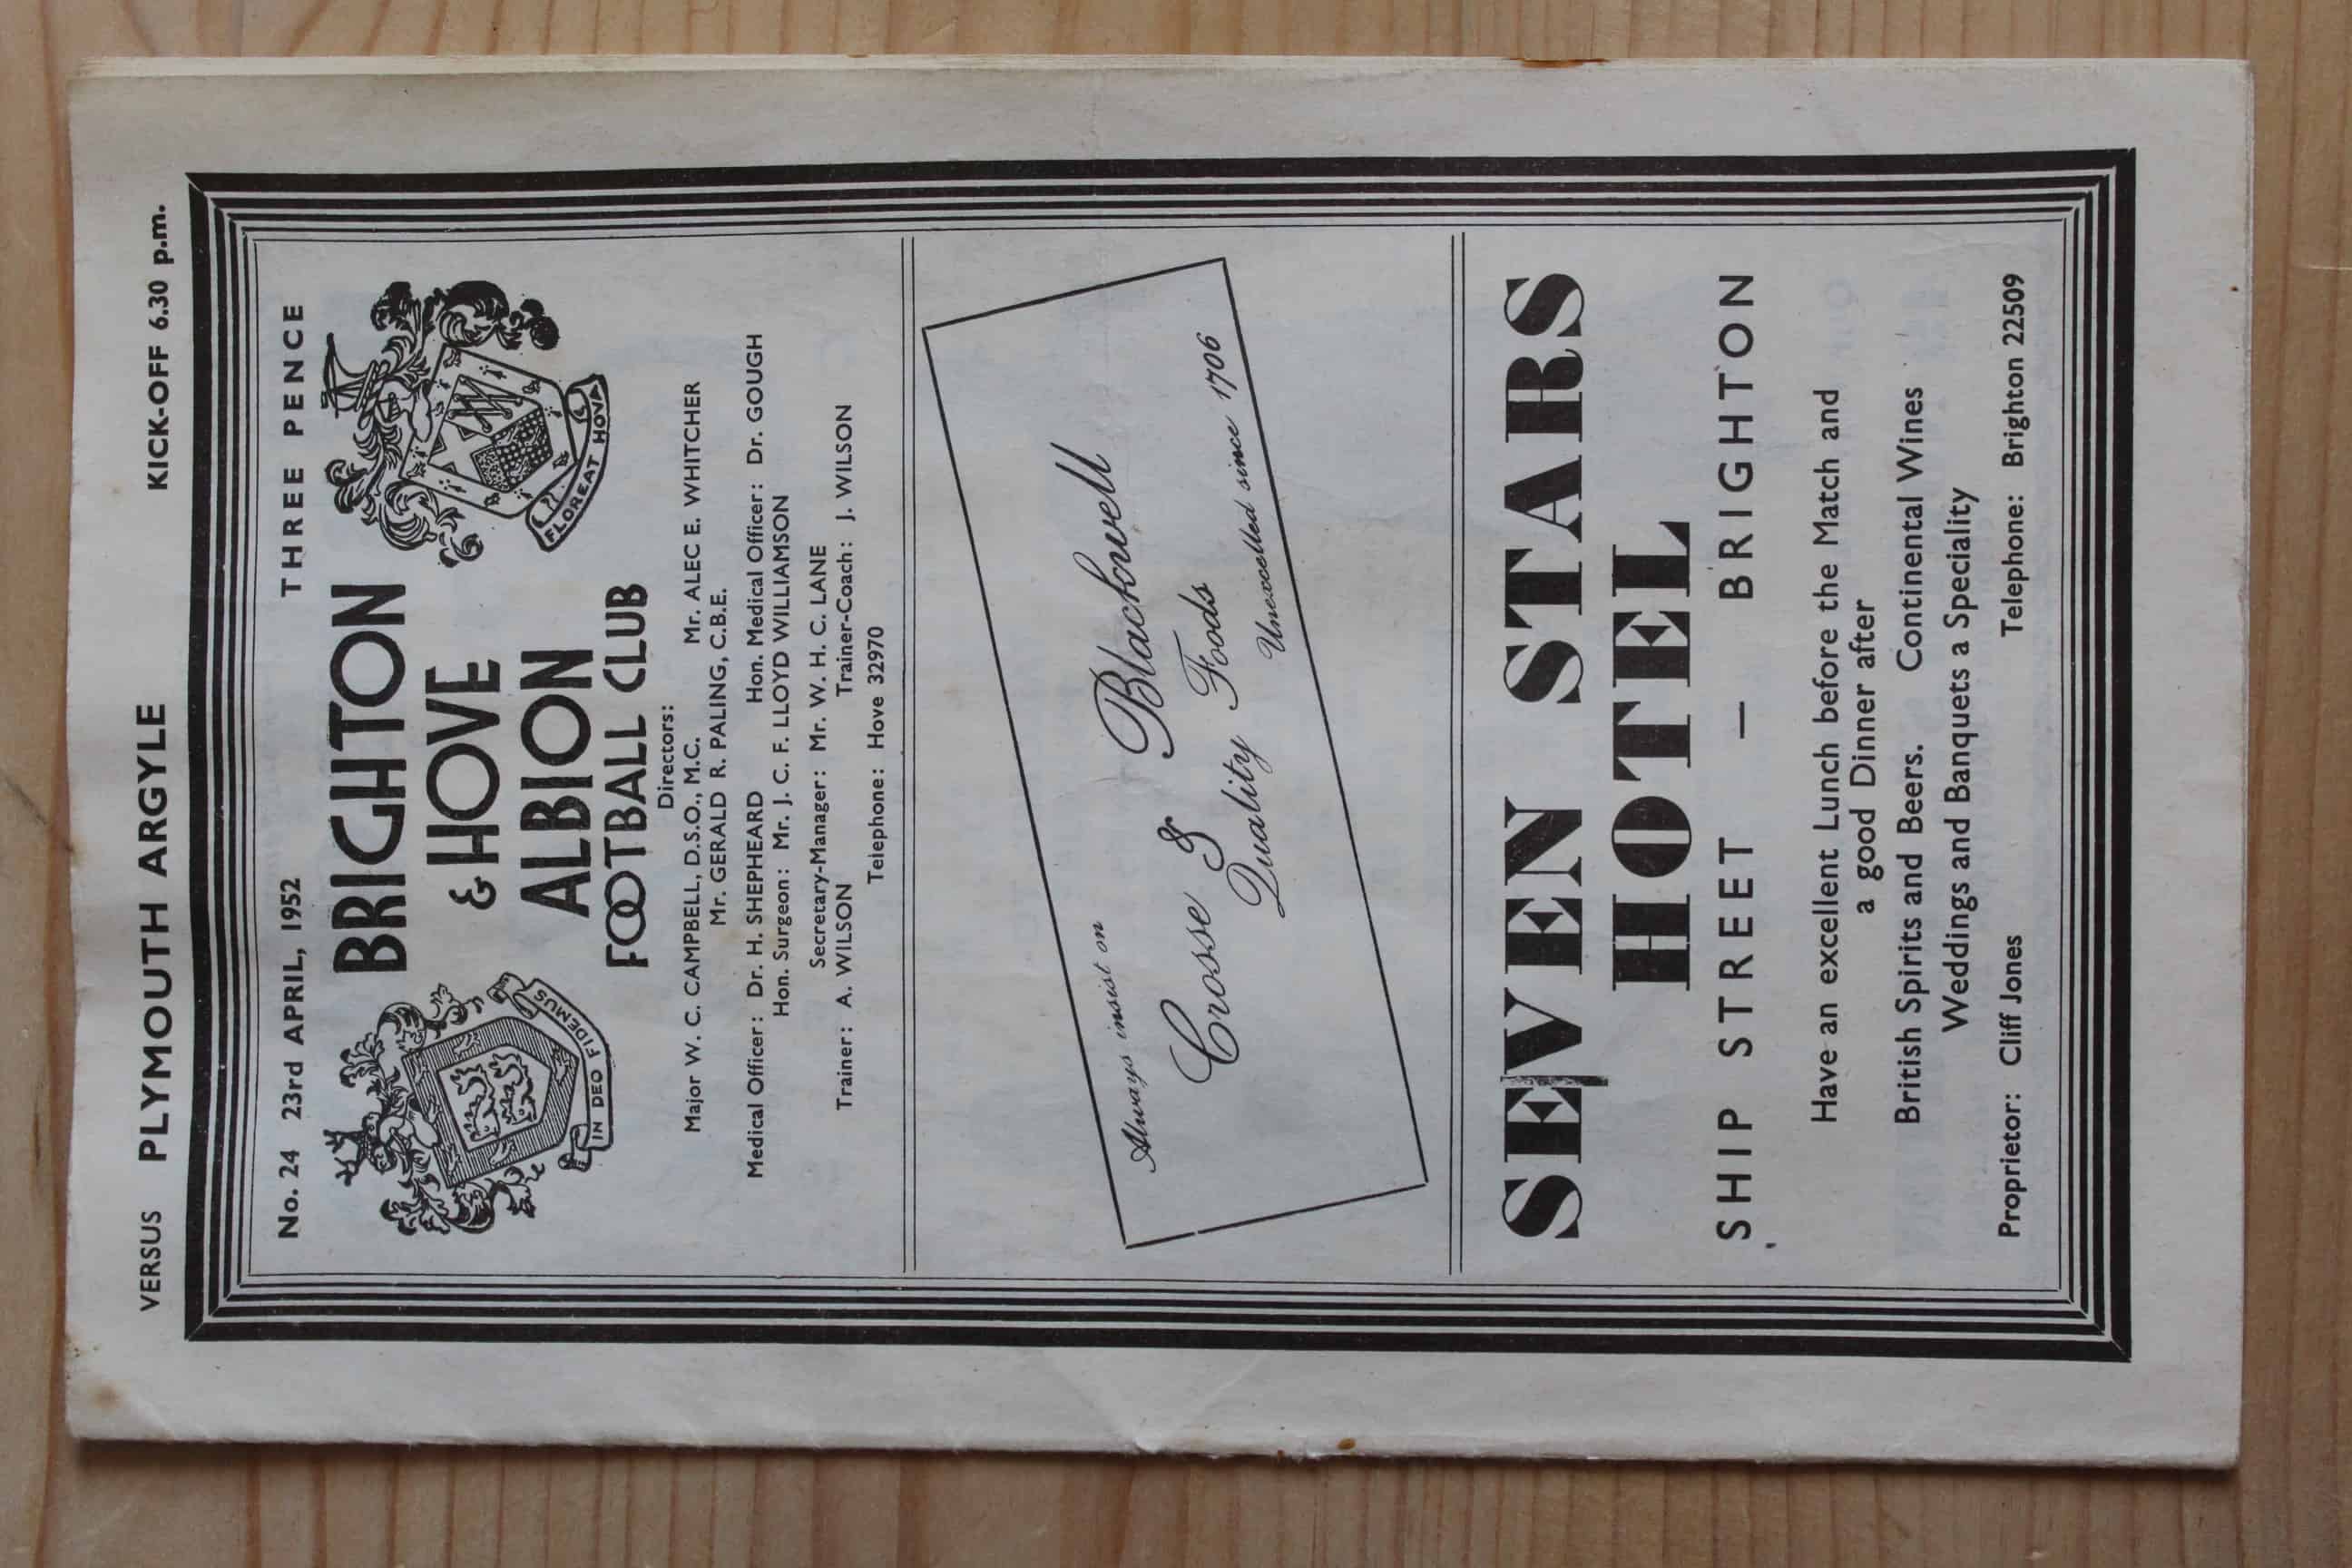 VERSUS PLYMOUTH ARGYLE KICK-OFF 6.30 p.m.
No. 24 23rd APRIL, 1952 THREE PENCE
BRIGHTON
& HOVE
ALBION
FOOTBALL CLUB
IN DEO FIDEMUS
FLOREAT HOVA
Directors:
Major W. C. CAMPBELL, D.S.O., M.C. Mr. ALEC E. WHITCHER
Mr. GERALD R. PALING, C.B.E.
Medical Officer: Dr. H. SHEPHEARD Hon. Medical Officer: Dr. GOUGH
Hon. Surgeon: Mr. J. C. F. LLOYD WILLIAMSON
Secretary-Manager: Mr. W. H. C. LANE
Trainer: A. WILSON Trainer-Coach: J. WILSON
Telephone: Hove 32970
Always insist on
Crosse & Blackwell
Quality Foods
Unexcelled since 1706
SEVEN STARS
HOTEL
SHIP STREET — BRIGHTON
Have an excellent Lunch before the Match and
a good Dinner after
British Spirits and Beers. Continental Wines
Weddings and Banquets a Speciality
Proprietor: Cliff Jones Telephone: Brighton 22509